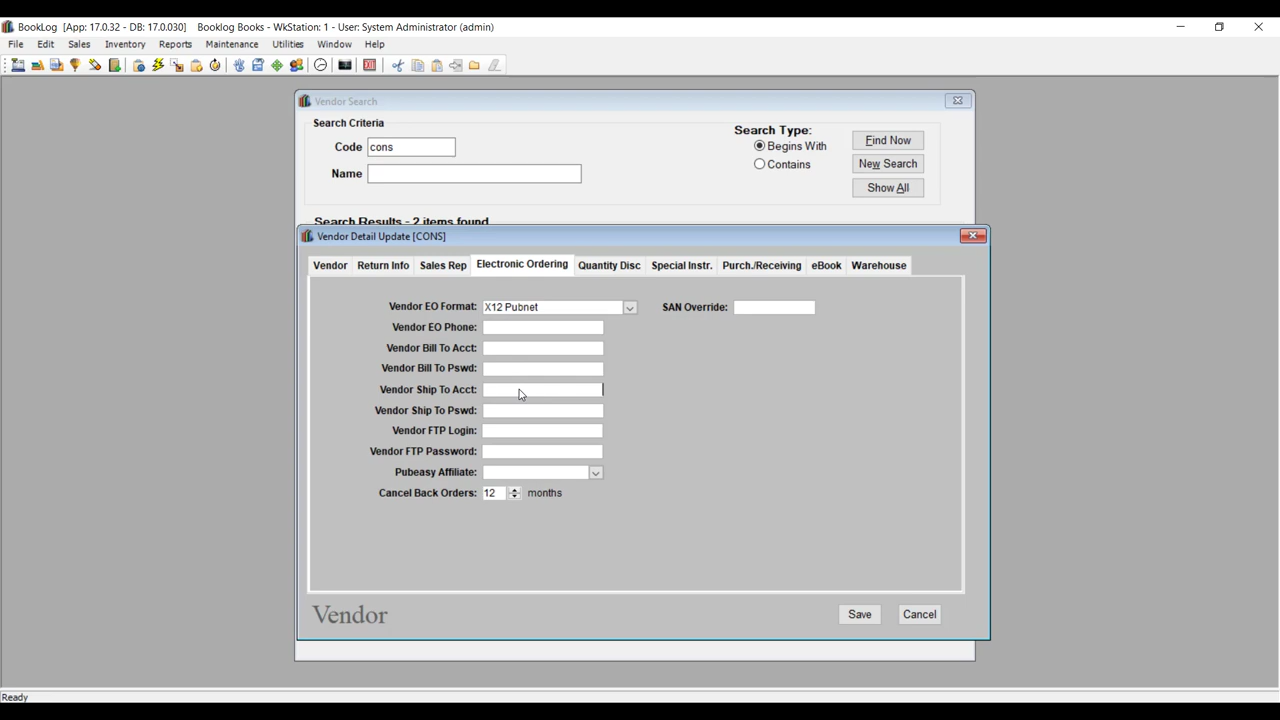 BookLog [App: 17.0.32 - DB: 17.0.030] Booklog Books - WkStation: 1 - User: System Administrator (admin)
File Edit Sales Inventory Reports Maintenance Utilities Window Help
Vendor Search
Search Criteria
Code cons
Name
Search Type:
Begins With
Contains
Find Now
New Search
Show All
Search Results - 2 items found
Vendor Detail Update [CONS]
Vendor Return Info Sales Rep Electronic Ordering Quantity Disc Special Instr. Purch./Receiving eBook Warehouse
Vendor EO Format: X12 Pubnet SAN Override:
Vendor EO Phone:
Vendor Bill To Acct:
Vendor Bill To Pswd:
Vendor Ship To Acct:
Vendor Ship To Pswd:
Vendor FTP Login:
Vendor FTP Password:
Pubeasy Affiliate:
Cancel Back Orders: 12 months
Vendor Save Cancel
Ready